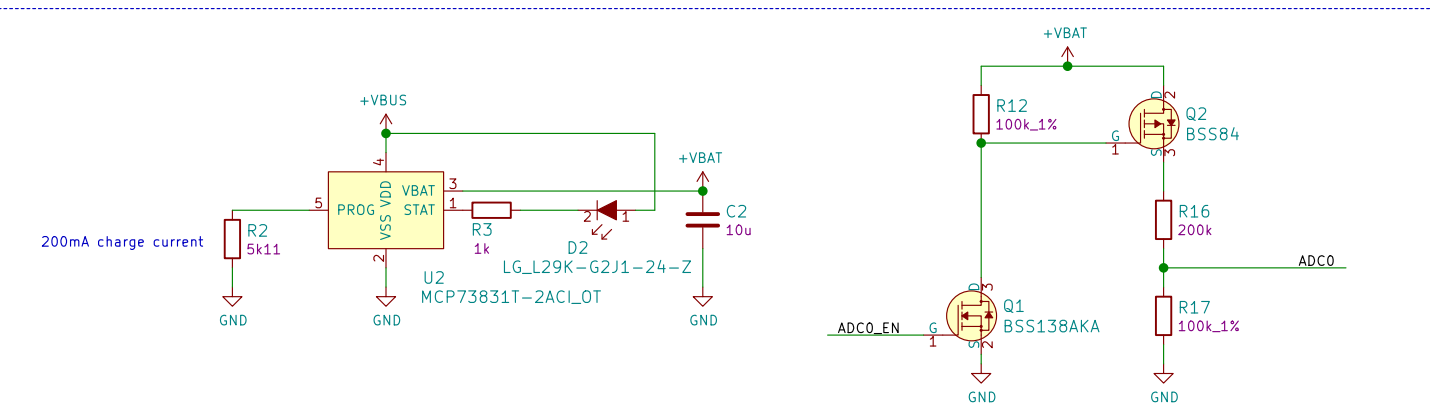 +VBUS
4
VDD
5
PROG
VBAT
3
STAT
1
VSS
2
R2
5k11
200mA charge current
GND
GND
U2
MCP73831T-2ACI_OT
R3
1k
2
1
D2
LG_L29K-G2J1-24-Z
+VBAT
C2
10u
GND
+VBAT
R12
100k_1%
D
2
G
1
S
3
Q2
BSS84
R16
200k
ADC0
R17
100k_1%
GND
ADC0_EN
G
1
D
3
S
2
Q1
BSS138AKA
GND